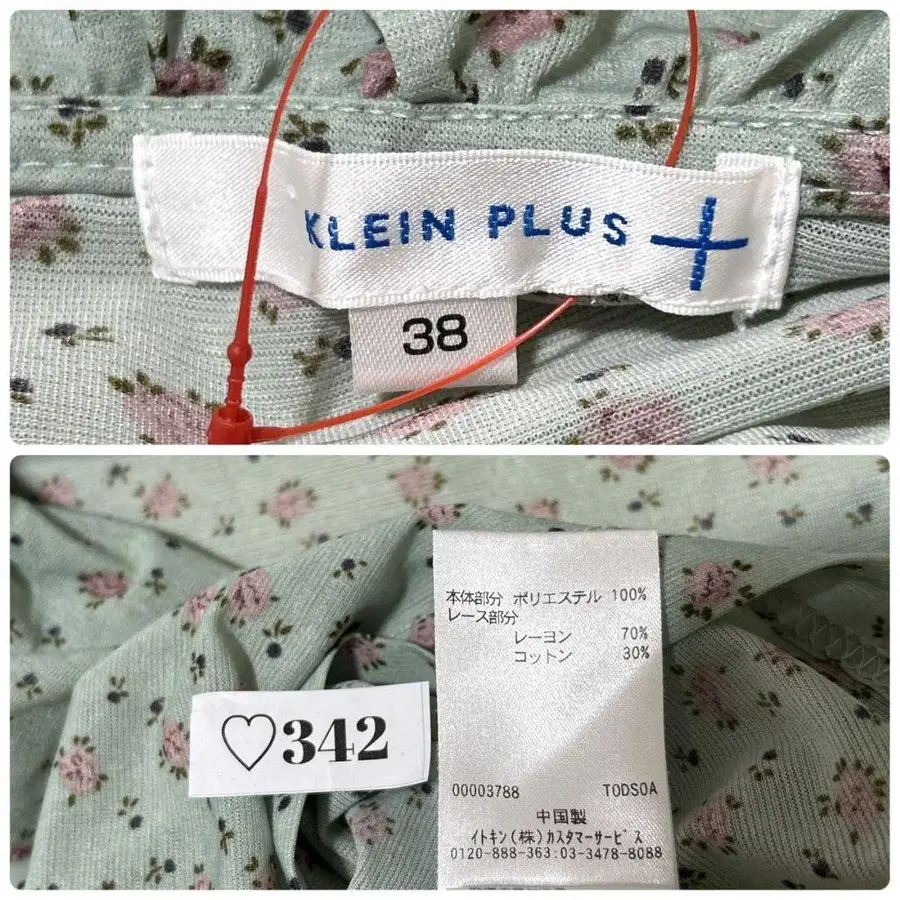 KLEIN PLUS
38
本体部分 ポリエステル 100%
レース部分
レーヨン 70%
コットン 30%
♡342
00003788 TODSOA
中国製
イトキン(株)カスタマーサービス
0120-888-363:03-3478-8088